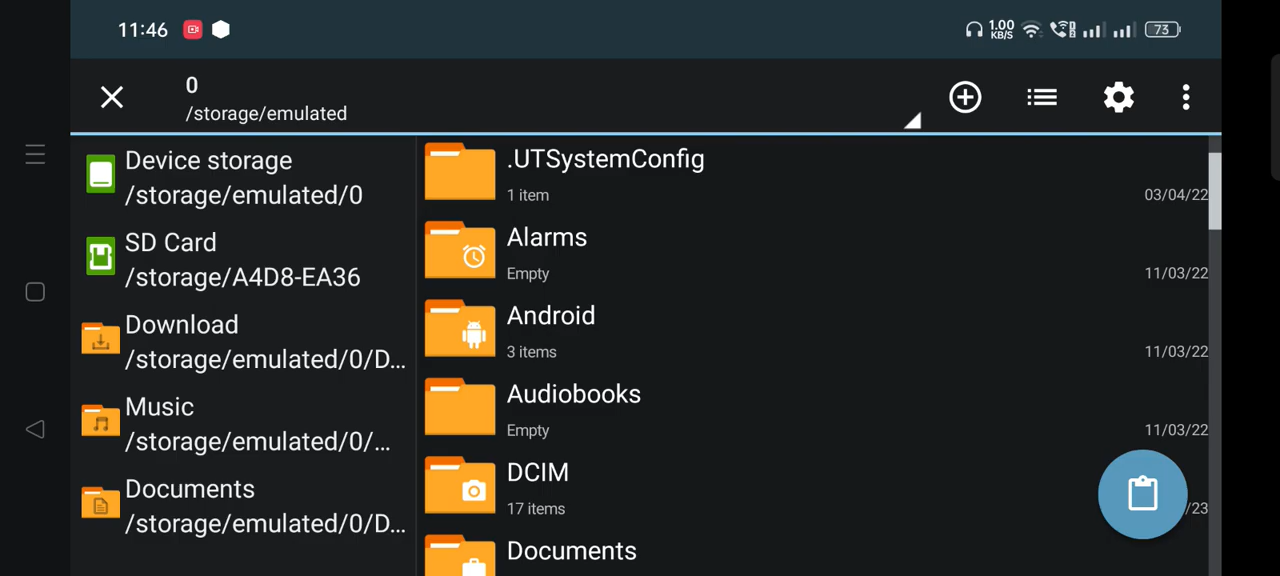 11:46
1.00
KB/S
73
0
/storage/emulated
Device storage
/storage/emulated/0
SD Card
/storage/A4D8-EA36
Download
/storage/emulated/0/D...
Music
/storage/emulated/0/...
Documents
/storage/emulated/0/D...
.UTSystemConfig
1 item
03/04/22
Alarms
Empty
11/03/22
Android
3 items
11/03/22
Audiobooks
Empty
11/03/22
DCIM
17 items
/23
Documents